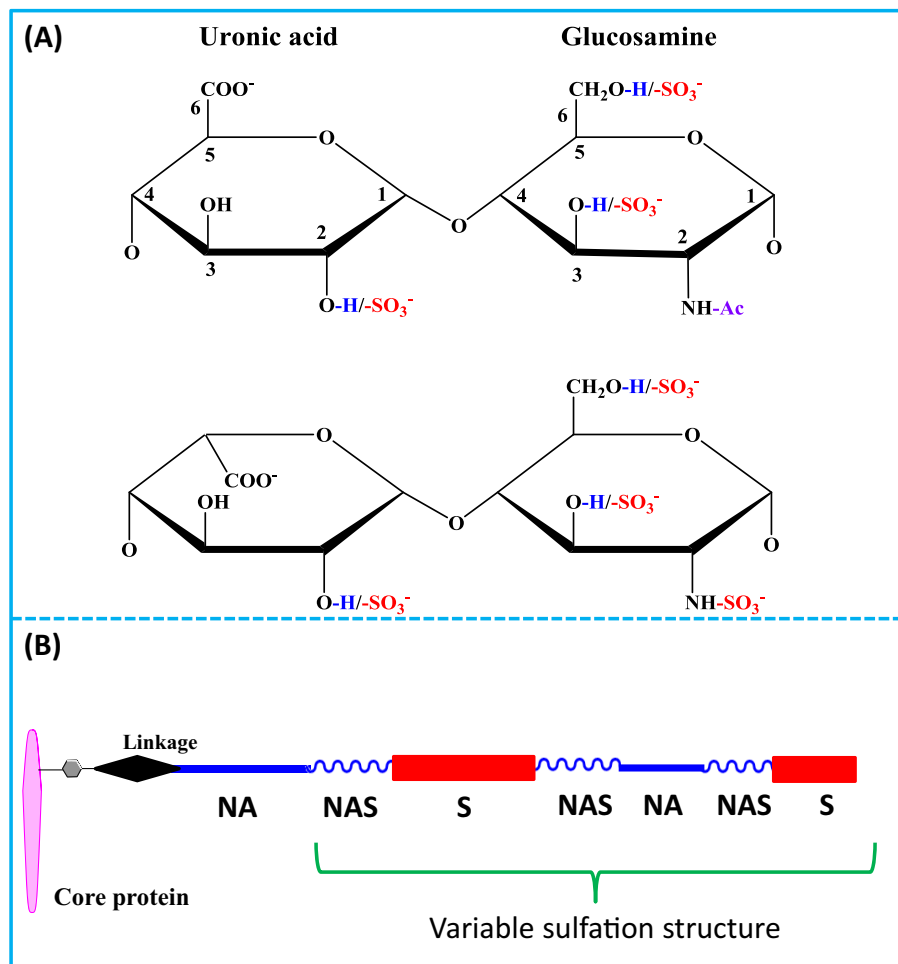 (A)
Uronic acid Glucosamine
COO⁻ CH₂O-H/-SO₃⁻
6 6
5 O 5 O
4 OH 1 4 O-H/-SO₃⁻ 1
2 2
O 3 O 3 O
O-H/-SO₃⁻ NH-Ac
CH₂O-H/-SO₃⁻
O O
COO⁻
OH O-H/-SO₃⁻
O O O
O-H/-SO₃⁻ NH-SO₃⁻
(B)
Linkage
NA NAS S NAS NA NAS S
Core protein
Variable sulfation structure